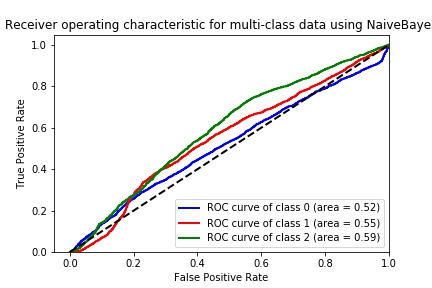 Receiver operating characteristic for multi-class data using NaiveBaye
1.0
0.8
0.6
0.4
0.2
0.0
True Positive Rate
ROC curve of class 0 (area = 0.52)
ROC curve of class 1 (area = 0.55)
ROC curve of class 2 (area = 0.59)
0.0 0.2 0.4 0.6 0.8 1.0
False Positive Rate